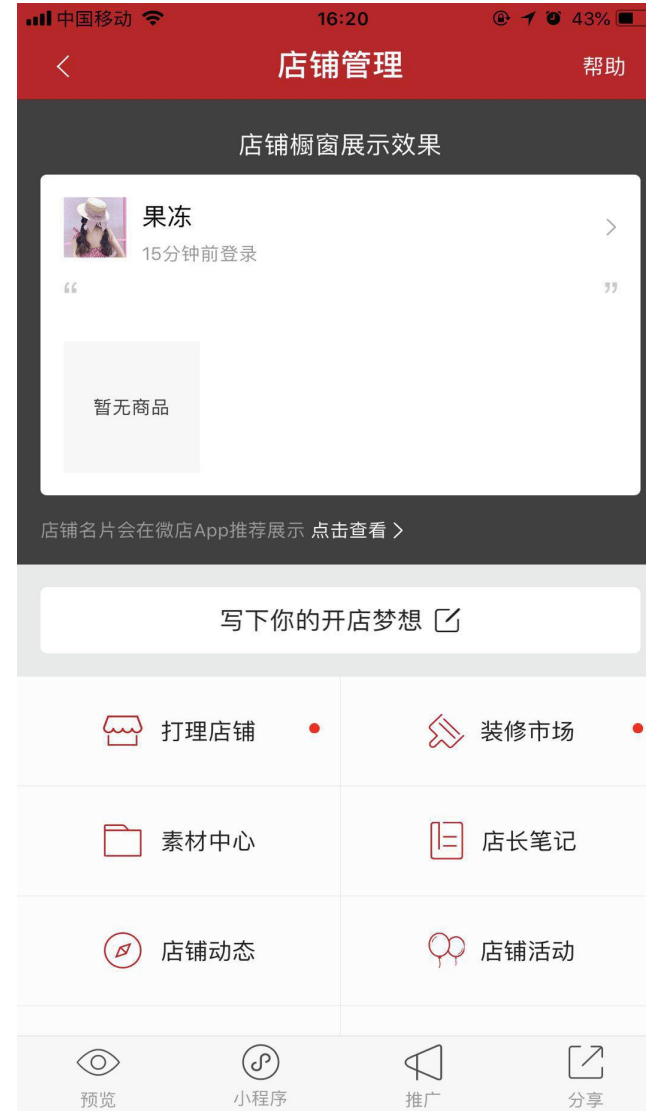 中国移动 16:20 43%
店铺管理 帮助
店铺橱窗展示效果
果冻
15分钟前登录
“ ”
暂无商品
店铺名片会在微店App推荐展示 点击查看
写下你的开店梦想
打理店铺 装修市场
素材中心 店长笔记
店铺动态 店铺活动
预览 小程序 推广 分享